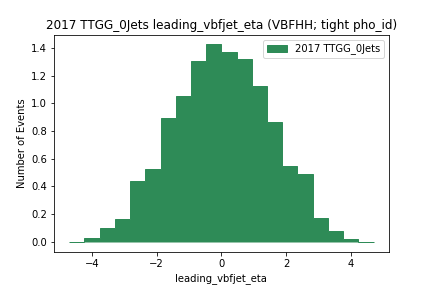 2017 TTGG_0Jets leading_vbfjet_eta (VBFHH; tight pho_id)
2017 TTGG_0Jets
Number of Events
1.4
1.2
1.0
0.8
0.6
0.4
0.2
0.0
−4 −2 0 2 4
leading_vbfjet_eta